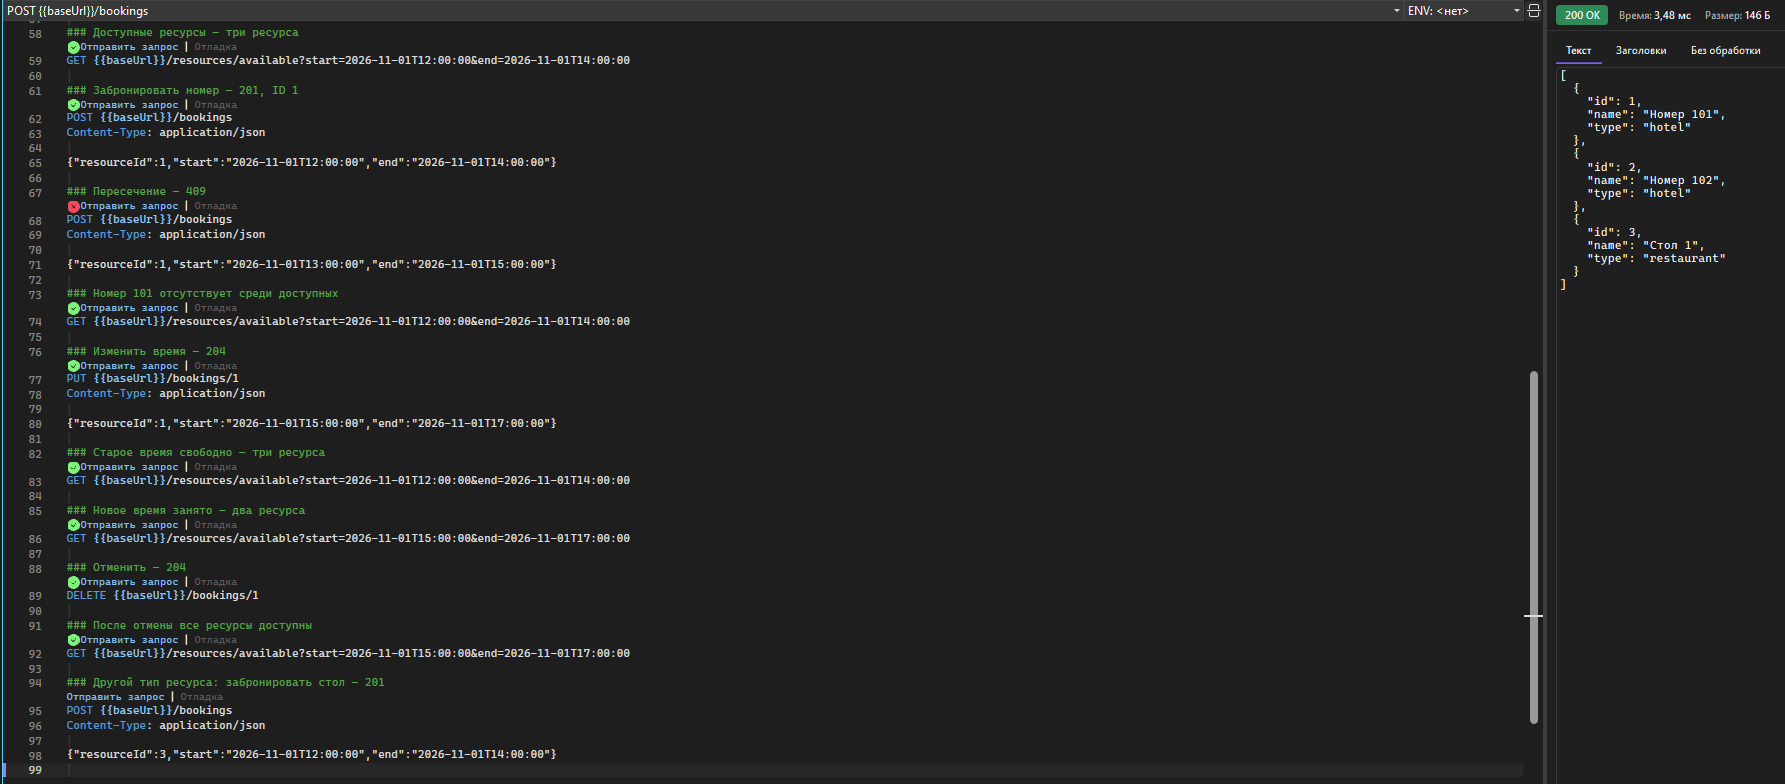 POST {{baseUrl}}/bookings
ENV: <нет>
58 ### Доступные ресурсы — три ресурса
Отправить запрос | Отладка
59 GET {{baseUrl}}/resources/available?start=2026-11-01T12:00:00&end=2026-11-01T14:00:00
60
61 ### Забронировать номер — 201, ID 1
Отправить запрос | Отладка
62 POST {{baseUrl}}/bookings
63 Content-Type: application/json
64
65 {"resourceId":1,"start":"2026-11-01T12:00:00","end":"2026-11-01T14:00:00"}
66
67 ### Пересечение — 409
Отправить запрос | Отладка
68 POST {{baseUrl}}/bookings
69 Content-Type: application/json
70
71 {"resourceId":1,"start":"2026-11-01T13:00:00","end":"2026-11-01T15:00:00"}
72
73 ### Номер 101 отсутствует среди доступных
Отправить запрос | Отладка
74 GET {{baseUrl}}/resources/available?start=2026-11-01T12:00:00&end=2026-11-01T14:00:00
75
76 ### Изменить время — 204
Отправить запрос | Отладка
77 PUT {{baseUrl}}/bookings/1
78 Content-Type: application/json
79
80 {"resourceId":1,"start":"2026-11-01T15:00:00","end":"2026-11-01T17:00:00"}
81
82 ### Старое время свободно — три ресурса
Отправить запрос | Отладка
83 GET {{baseUrl}}/resources/available?start=2026-11-01T12:00:00&end=2026-11-01T14:00:00
84
85 ### Новое время занято — два ресурса
Отправить запрос | Отладка
86 GET {{baseUrl}}/resources/available?start=2026-11-01T15:00:00&end=2026-11-01T17:00:00
87
88 ### Отменить — 204
Отправить запрос | Отладка
89 DELETE {{baseUrl}}/bookings/1
90
91 ### После отмены все ресурсы доступны
Отправить запрос | Отладка
92 GET {{baseUrl}}/resources/available?start=2026-11-01T15:00:00&end=2026-11-01T17:00:00
93
94 ### Другой тип ресурса: забронировать стол — 201
Отправить запрос | Отладка
95 POST {{baseUrl}}/bookings
96 Content-Type: application/json
97
98 {"resourceId":3,"start":"2026-11-01T12:00:00","end":"2026-11-01T14:00:00"}
99
200 OK Время: 3,48 мс Размер: 146 Б
Текст Заголовки Без обработки
[
{
"id": 1,
"name": "Номер 101",
"type": "hotel"
},
{
"id": 2,
"name": "Номер 102",
"type": "hotel"
},
{
"id": 3,
"name": "Стол 1",
"type": "restaurant"
}
]